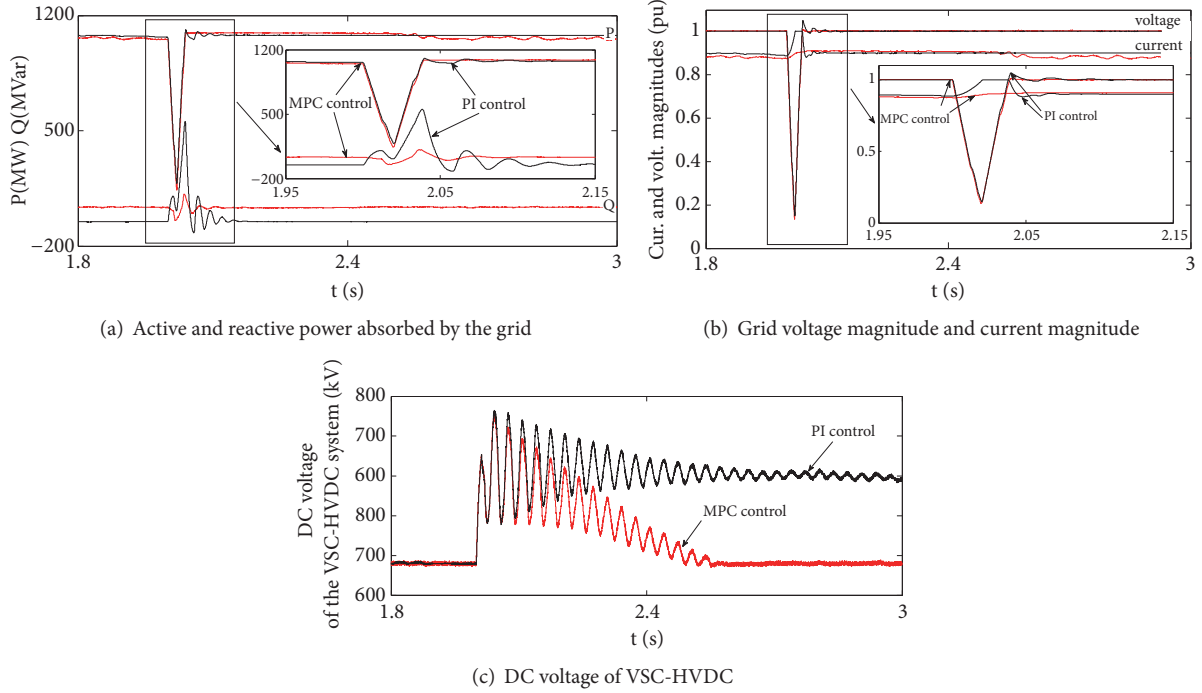 P(MW) Q(MVar)
1200
500
−200
1.8
2.4
3
t (s)
P
Q
1200
500
−200
1.95
2.05
2.15
MPC control
PI control
(a) Active and reactive power absorbed by the grid
Cur. and volt. magnitudes (pu)
1
0.8
0.6
0.4
0.2
0
1.8
2.4
3
t (s)
voltage
current
1
0.5
0
1.95
2.05
2.15
MPC control
PI control
(b) Grid voltage magnitude and current magnitude
DC voltage
of the VSC-HVDC system (kV)
800
700
600
800
700
600
1.8
2.4
3
t (s)
PI control
MPC control
(c) DC voltage of VSC-HVDC